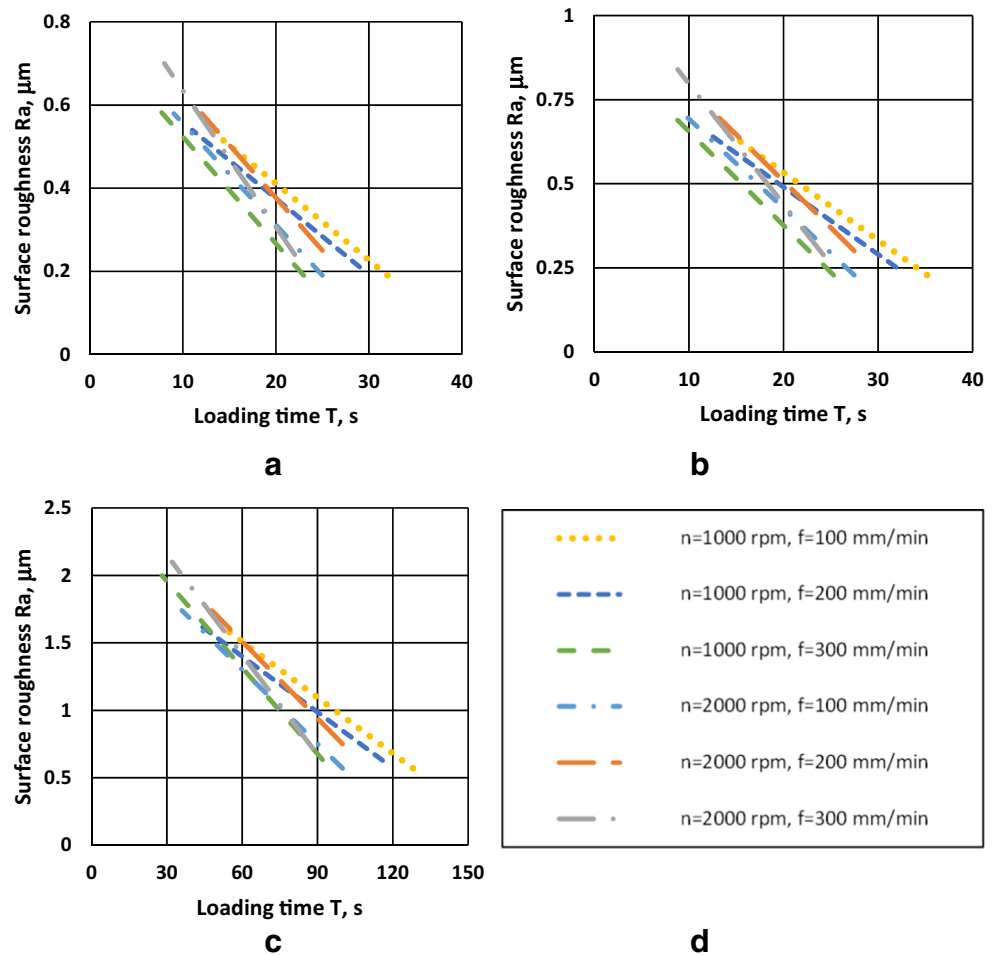 0.8
0.6
0.4
0.2
0
0 10 20 30 40
Surface roughness Ra, μm
Loading time T, s
a
1
0.75
0.5
0.25
0
0 10 20 30 40
Surface roughness Ra, μm
Loading time T, s
b
2.5
2
1.5
1
0.5
0
0 30 60 90 120 150
Surface roughness Ra, μm
Loading time T, s
c
n=1000 rpm, f=100 mm/min
n=1000 rpm, f=200 mm/min
n=1000 rpm, f=300 mm/min
n=2000 rpm, f=100 mm/min
n=2000 rpm, f=200 mm/min
n=2000 rpm, f=300 mm/min
d